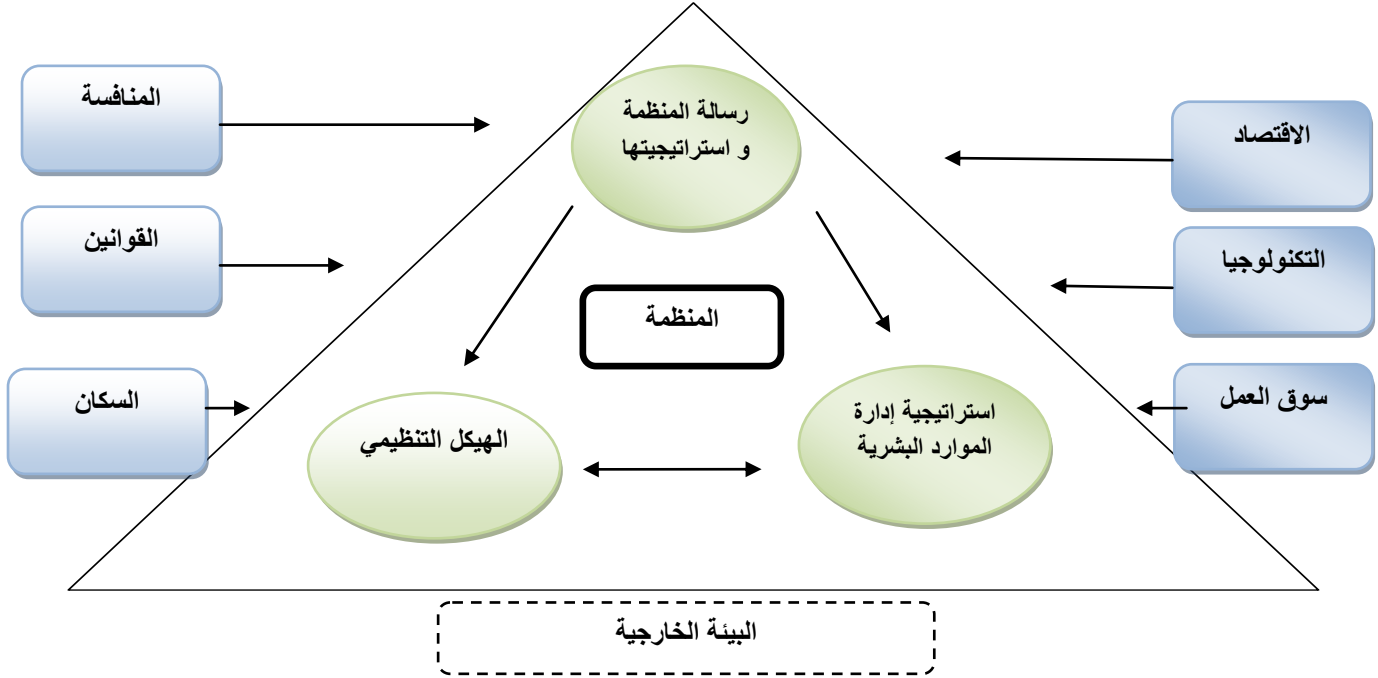 رسالة المنظمة
و استراتيجيتها
المنافسة
الاقتصاد
القوانين
التكنولوجيا
المنظمة
السكان
سوق العمل
استراتيجية إدارة
الموارد البشرية
الهيكل التنظيمي
البيئة الخارجية